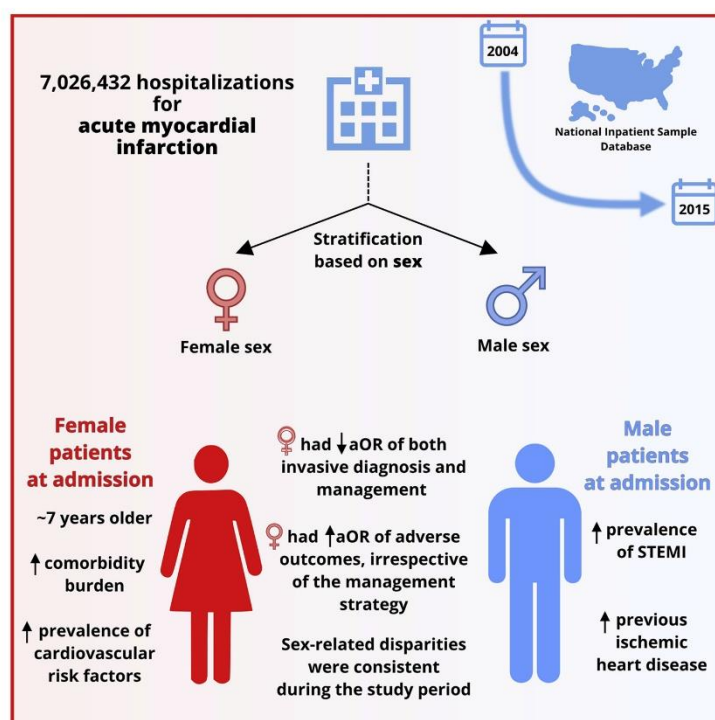 7,026,432 hospitalizations
for
acute myocardial
infarction
2004
National Inpatient Sample
Database
2015
Stratification
based on sex
Female sex
Male sex
Female
patients
at admission
~7 years older
↑ comorbidity
burden
↑ prevalence of
cardiovascular
risk factors
♀ had ↓aOR of both
invasive diagnosis and
management
♀ had ↑aOR of adverse
outcomes, irrespective
of the management
strategy
Sex-related disparities
were consistent
during the study period
Male
patients
at admission
↑ prevalence
of STEMI
↑ previous
ischemic
heart disease